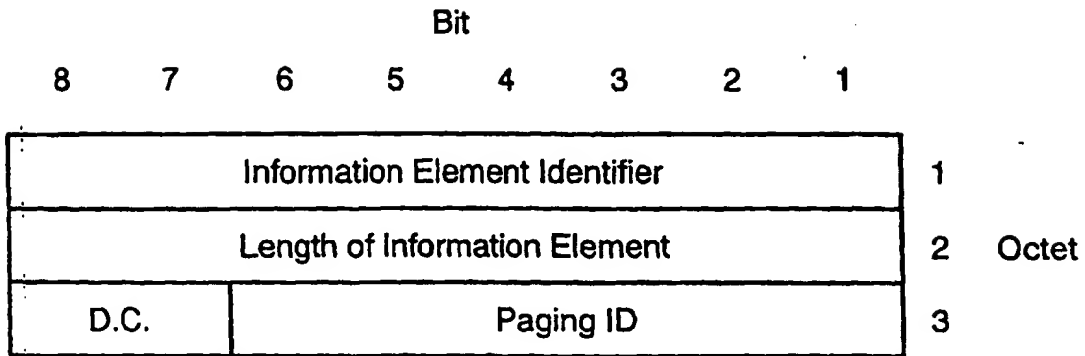 Bit
8 7 6 5 4 3 2 1
Information Element Identifier 1
Length of Information Element 2 Octet
D.C. Paging ID 3